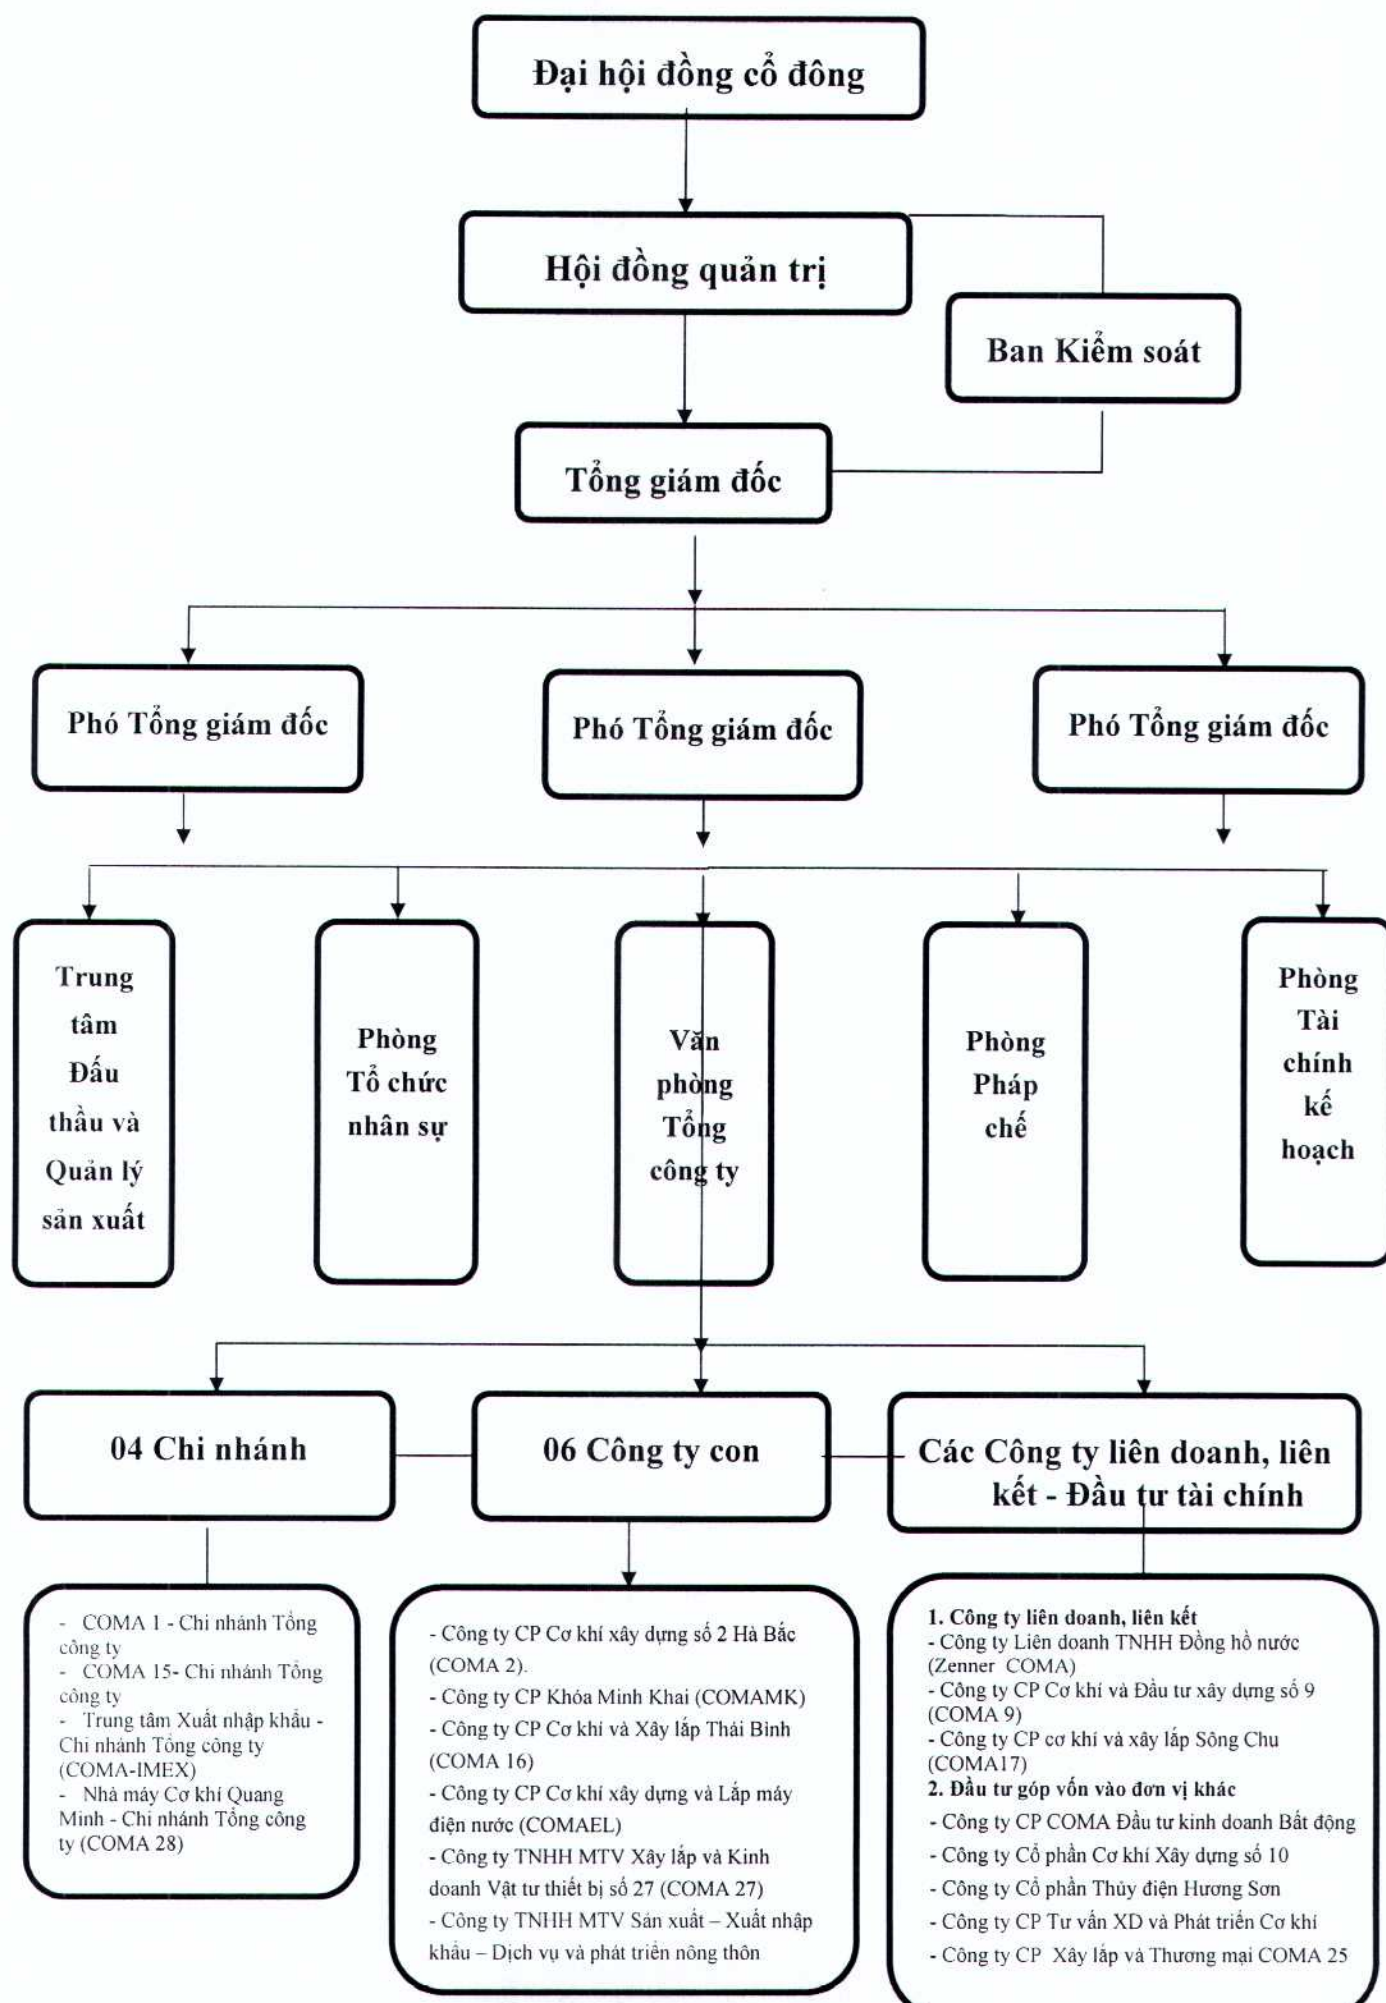 Đại hội đồng cổ đông
Hội đồng quản trị
Ban Kiểm soát
Tổng giám đốc
Phó Tổng giám đốc
Phó Tổng giám đốc
Phó Tổng giám đốc
Trung
tâm
Đấu
thầu và
Quản lý
sản xuất
Phòng
Tổ chức
nhân sự
Văn
phòng
Tổng
công ty
Phòng
Pháp
chế
Phòng
Tài
chính
kế
hoạch
04 Chi nhánh
06 Công ty con
Các Công ty liên doanh, liên
kết - Đầu tư tài chính
- COMA 1 - Chi nhánh Tổng
công ty
- COMA 15- Chi nhánh Tổng
công ty
- Trung tâm Xuất nhập khẩu -
Chi nhánh Tổng công ty
(COMA-IMEX)
- Nhà máy Cơ khí Quang
Minh - Chi nhánh Tổng công
ty (COMA 28)
- Công ty CP Cơ khí xây dựng số 2 Hà Bắc
(COMA 2).
- Công ty CP Khóa Minh Khai (COMAMK)
- Công ty CP Cơ khí và Xây lắp Thái Bình
(COMA 16)
- Công ty CP Cơ khí xây dựng và Lắp máy
điện nước (COMAEL)
- Công ty TNHH MTV Xây lắp và Kinh
doanh Vật tư thiết bị số 27 (COMA 27)
- Công ty TNHH MTV Sản xuất – Xuất nhập
khẩu – Dịch vụ và phát triển nông thôn
1. Công ty liên doanh, liên kết
- Công ty Liên doanh TNHH Đồng hồ nước
(Zenner COMA)
- Công ty CP Cơ khí và Đầu tư xây dựng số 9
(COMA 9)
- Công ty CP cơ khí và xây lắp Sông Chu
(COMA17)
2. Đầu tư góp vốn vào đơn vị khác
- Công ty CP COMA Đầu tư kinh doanh Bất động
- Công ty Cổ phần Cơ khí Xây dựng số 10
- Công ty Cổ phần Thủy điện Hương Sơn
- Công ty CP Tư vấn XD và Phát triển Cơ khí
- Công ty CP Xây lắp và Thương mại COMA 25